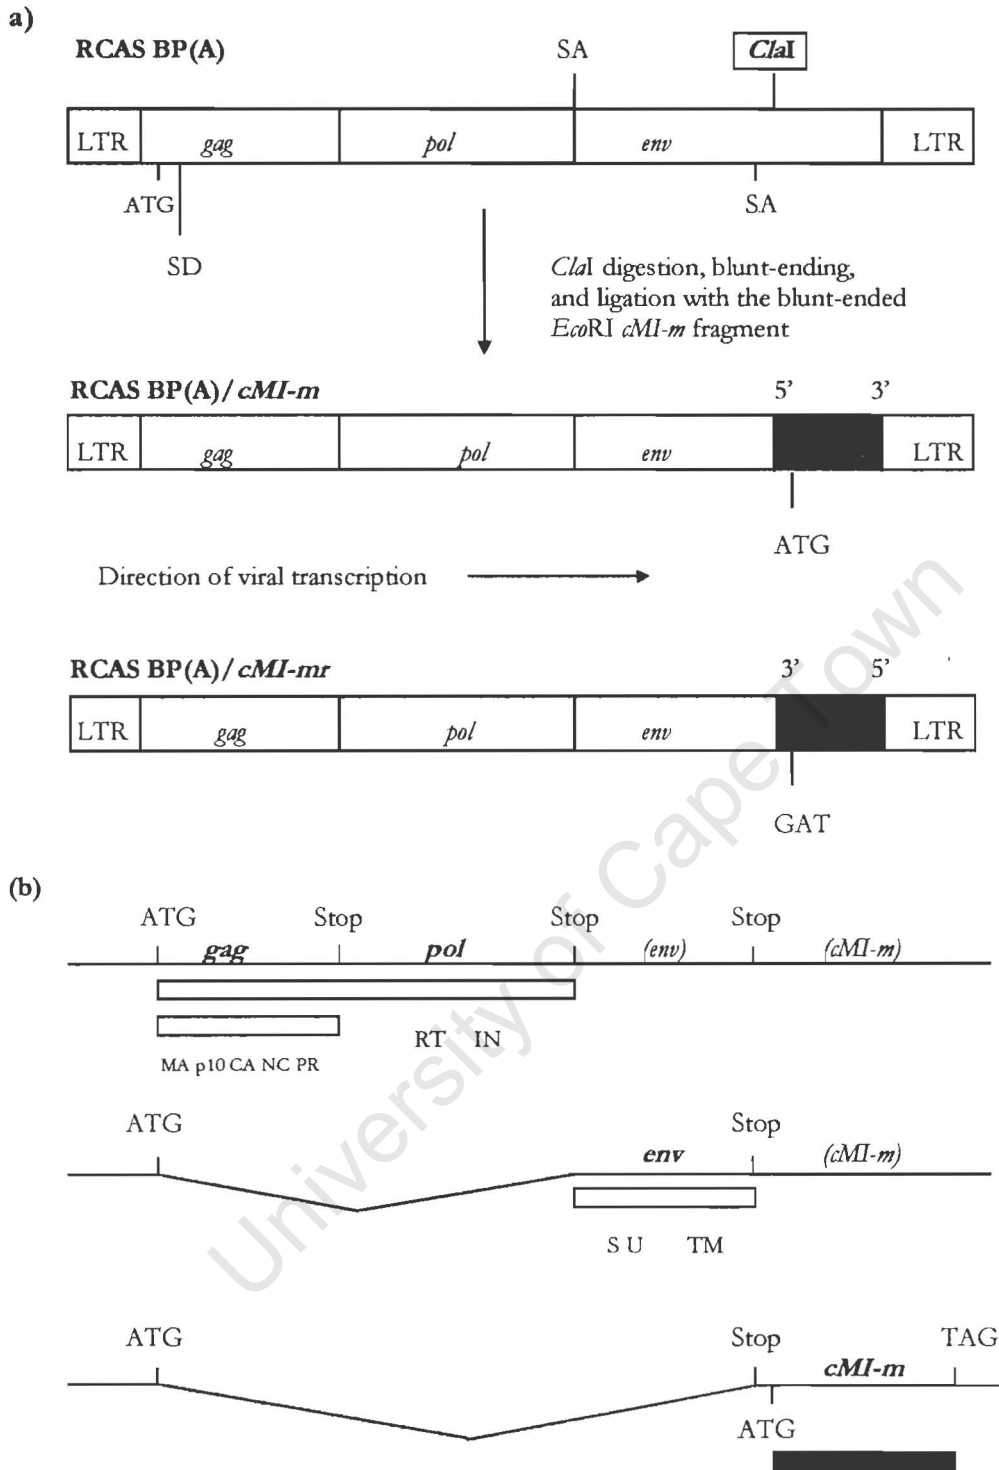 a)
RCAS BP(A)
SA
ClaI
LTR gag pol env LTR
ATG
SA
SD
ClaI digestion, blunt-ending,
and ligation with the blunt-ended
EcoRI cMI-m fragment
RCAS BP(A)/cMI-m 5’ 3’
LTR gag pol env LTR
ATG
Direction of viral transcription
RCAS BP(A)/cMI-mr 3’ 5’
LTR gag pol env LTR
GAT
(b)
ATG Stop Stop Stop
gag pol (env) (cMI-m)
RT IN
MA p10 CA NC PR
ATG Stop
env (cMI-m)
S U TM
ATG Stop TAG
cMI-m
ATG
University of Cape Town